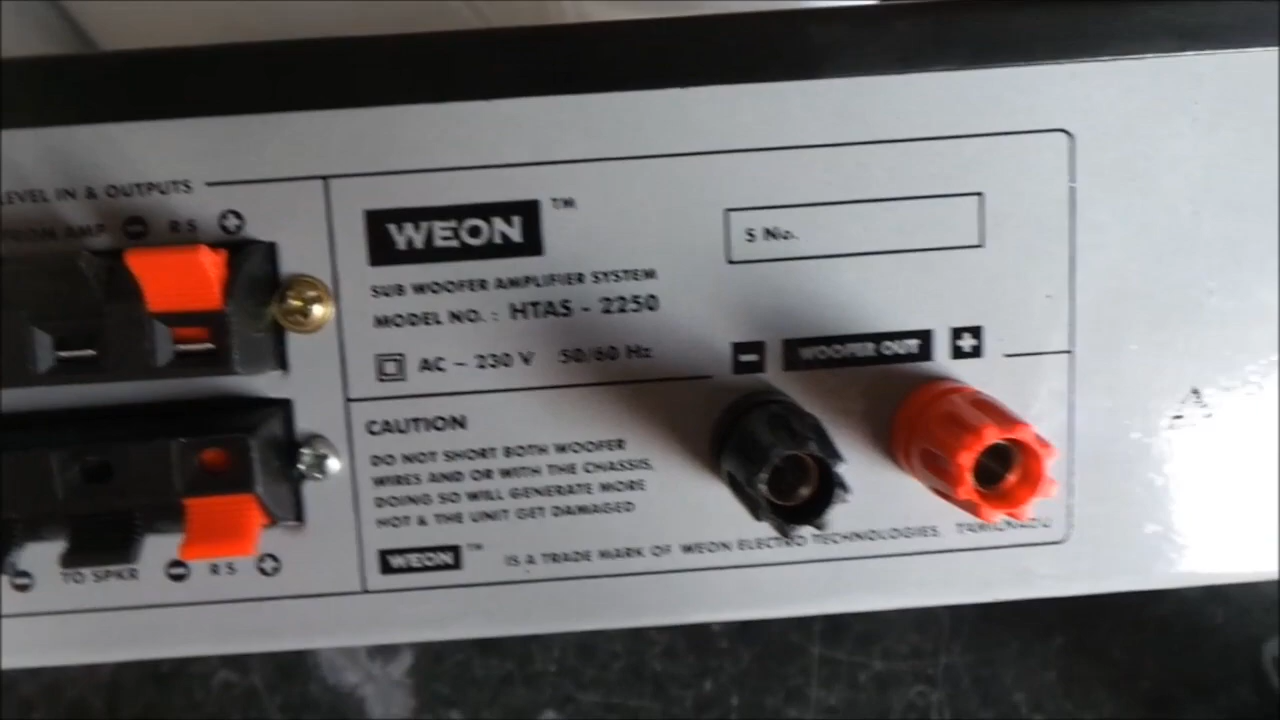 LEVEL IN & OUTPUTS
FROM AMP - R S +
WEON TM
S No.
SUB WOOFER AMPLIFIER SYSTEM
MODEL NO. : HTAS - 2250
AC ~ 230 V 50/60 Hz
- WOOFER OUT +
CAUTION
DO NOT SHORT BOTH WOOFER
WIRES AND OR WITH THE CHASSIS,
DOING SO WILL GENERATE MORE
HOT & THE UNIT GET DAMAGED
WEON TM IS A TRADE MARK OF WEON ELECTRO TECHNOLOGIES, TAMILNADU
- TO SPKR - R S +